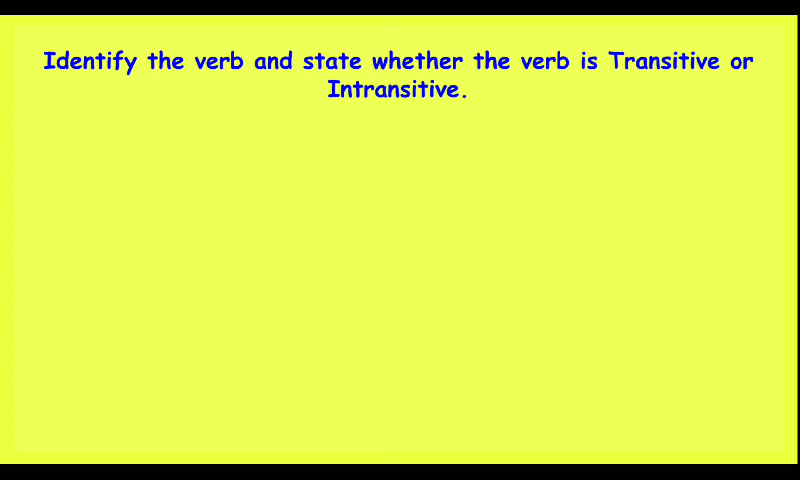 Identify the verb and state whether the verb is Transitive or
Intransitive.